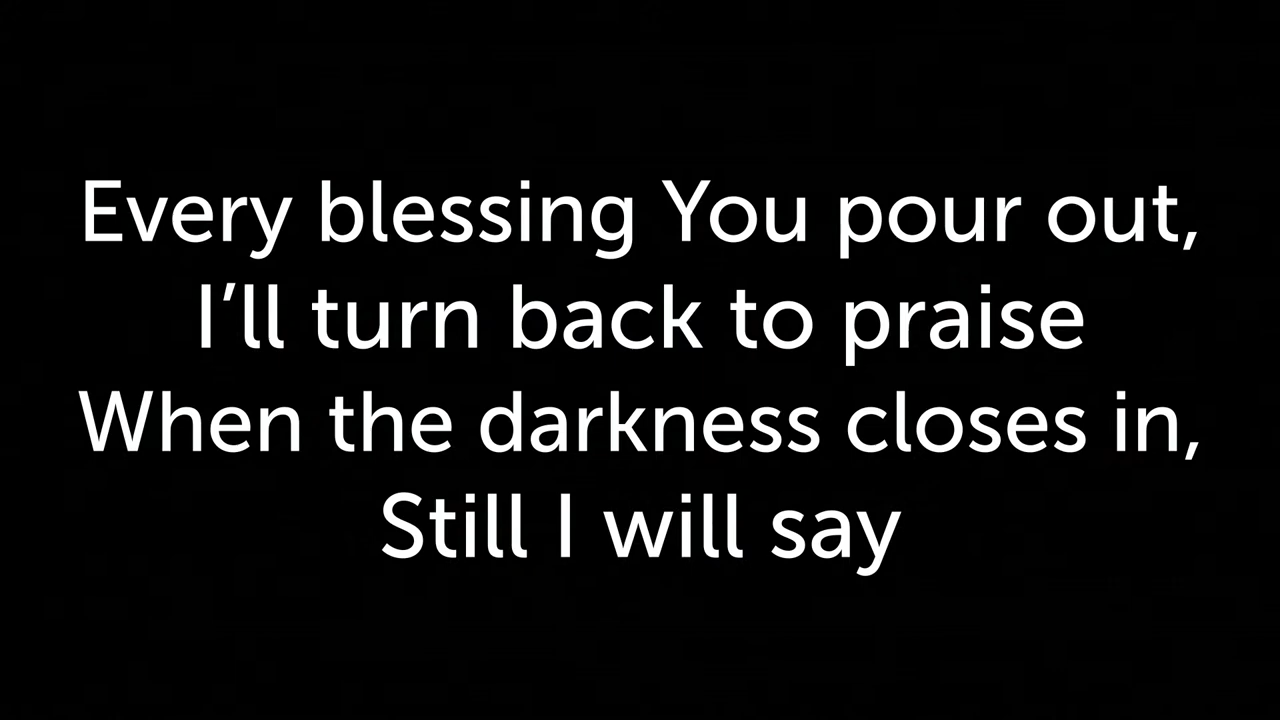 Every blessing You pour out,
I’ll turn back to praise
When the darkness closes in,
Still I will say